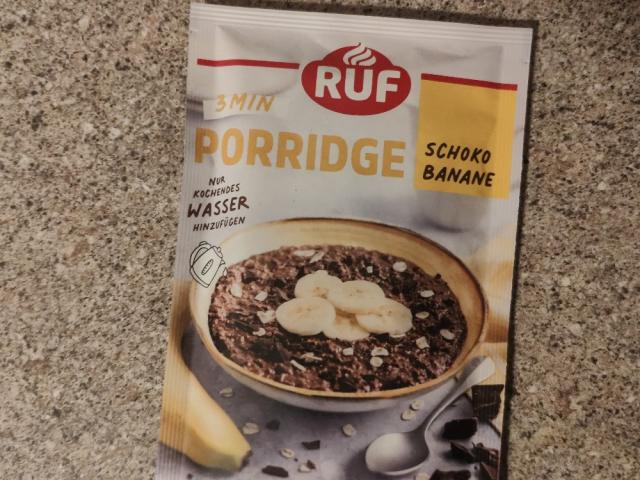 RUF
3 MIN
PORRIDGE
SCHOKO
BANANE
NUR
KOCHENDES
WASSER
HINZUFÜGEN